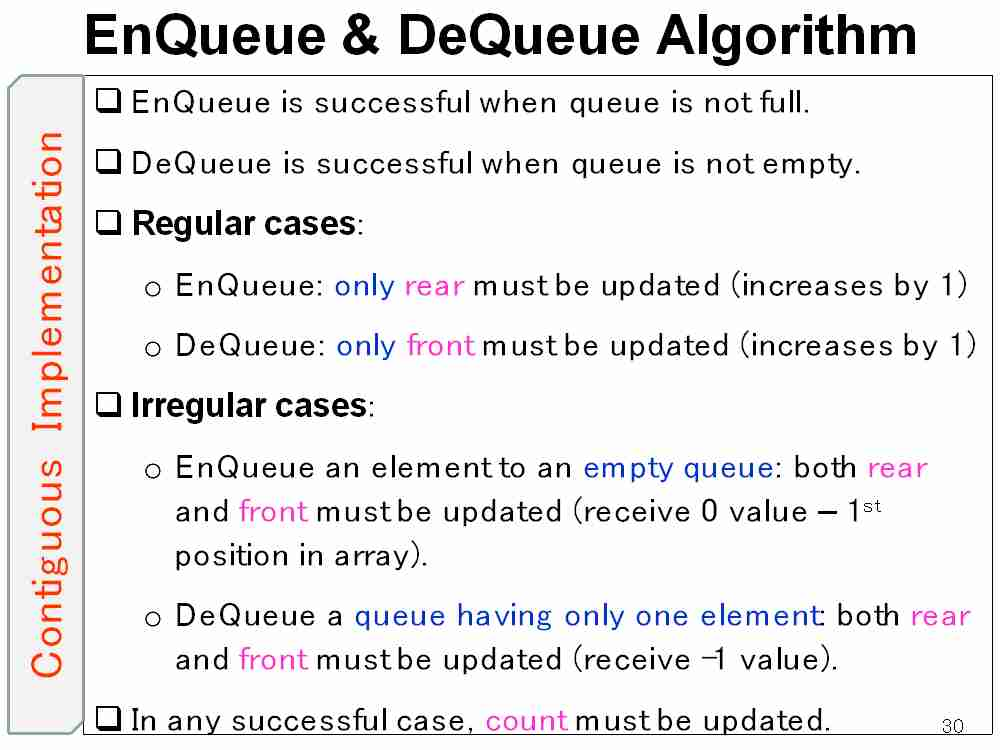 EnQueue & DeQueue Algorithm
Contiguous Implementation
❑ EnQueue is successful when queue is not full.
❑ DeQueue is successful when queue is not empty.
❑ Regular cases:
o EnQueue: only rear must be updated (increases by 1)
o DeQueue: only front must be updated (increases by 1)
❑ Irregular cases:
o EnQueue an element to an empty queue: both rear
and front must be updated (receive 0 value – 1st
position in array).
o DeQueue a queue having only one element: both rear
and front must be updated (receive -1 value).
❑ In any successful case, count must be updated.
30